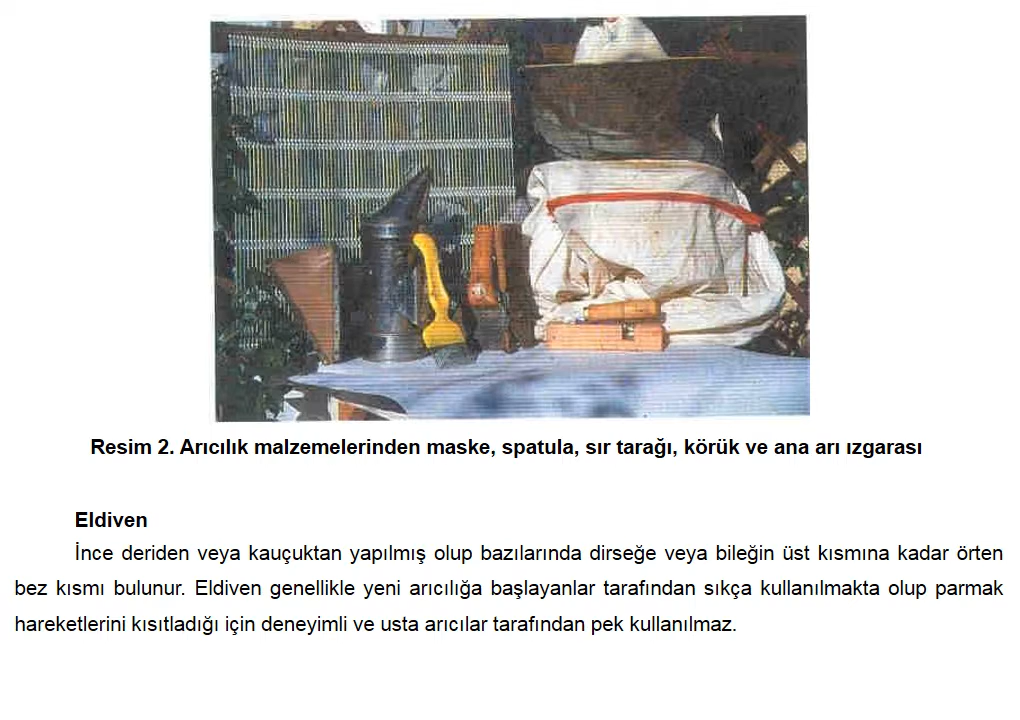 Resim 2. Arıcılık malzemelerinden maske, spatula, sır tarağı, körük ve ana arı ızgarası
Eldiven
İnce deriden veya kauçuktan yapılmış olup bazılarında dirseğe veya bileğin üst kısmına kadar örten
bez kısmı bulunur. Eldiven genellikle yeni arıcılığa başlayanlar tarafından sıkça kullanılmakta olup parmak
hareketlerini kısıtladığı için deneyimli ve usta arıcılar tarafından pek kullanılmaz.